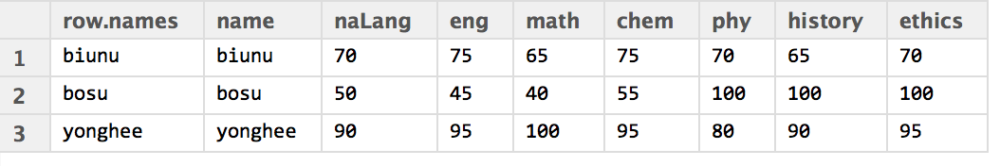 row.names name naLang eng math chem phy history ethics
1 biunu biunu 70 75 65 75 70 65 70
2 bosu bosu 50 45 40 55 100 100 100
3 yonghee yonghee 90 95 100 95 80 90 95